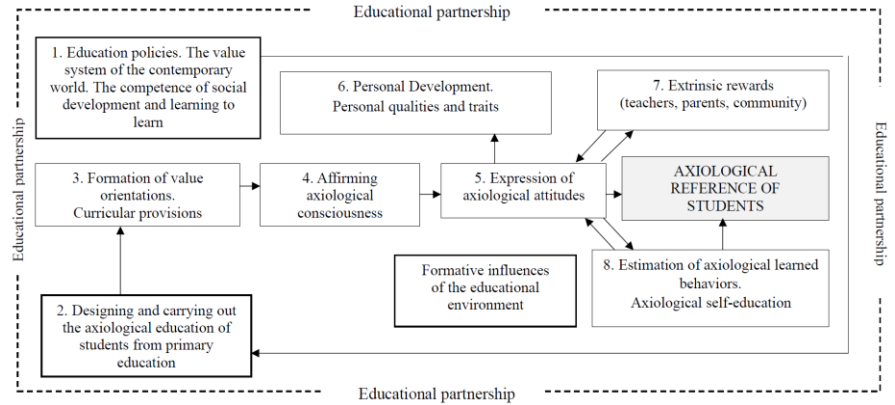 Educational partnership
1. Education policies. The value
system of the contemporary
world. The competence of social
development and learning to
learn
6. Personal Development.
Personal qualities and traits
7. Extrinsic rewards
(teachers, parents, community)
Educational partnership
Educational partnership
3. Formation of value
orientations.
Curricular provisions
4. Affirming
axiological
consciousness
5. Expression of
axiological attitudes
AXIOLOGICAL
REFERENCE OF
STUDENTS
Formative influences
of the educational
environment
8. Estimation of axiological learned
behaviors.
Axiological self-education
2. Designing and carrying out
the axiological education of
students from primary
education
Educational partnership